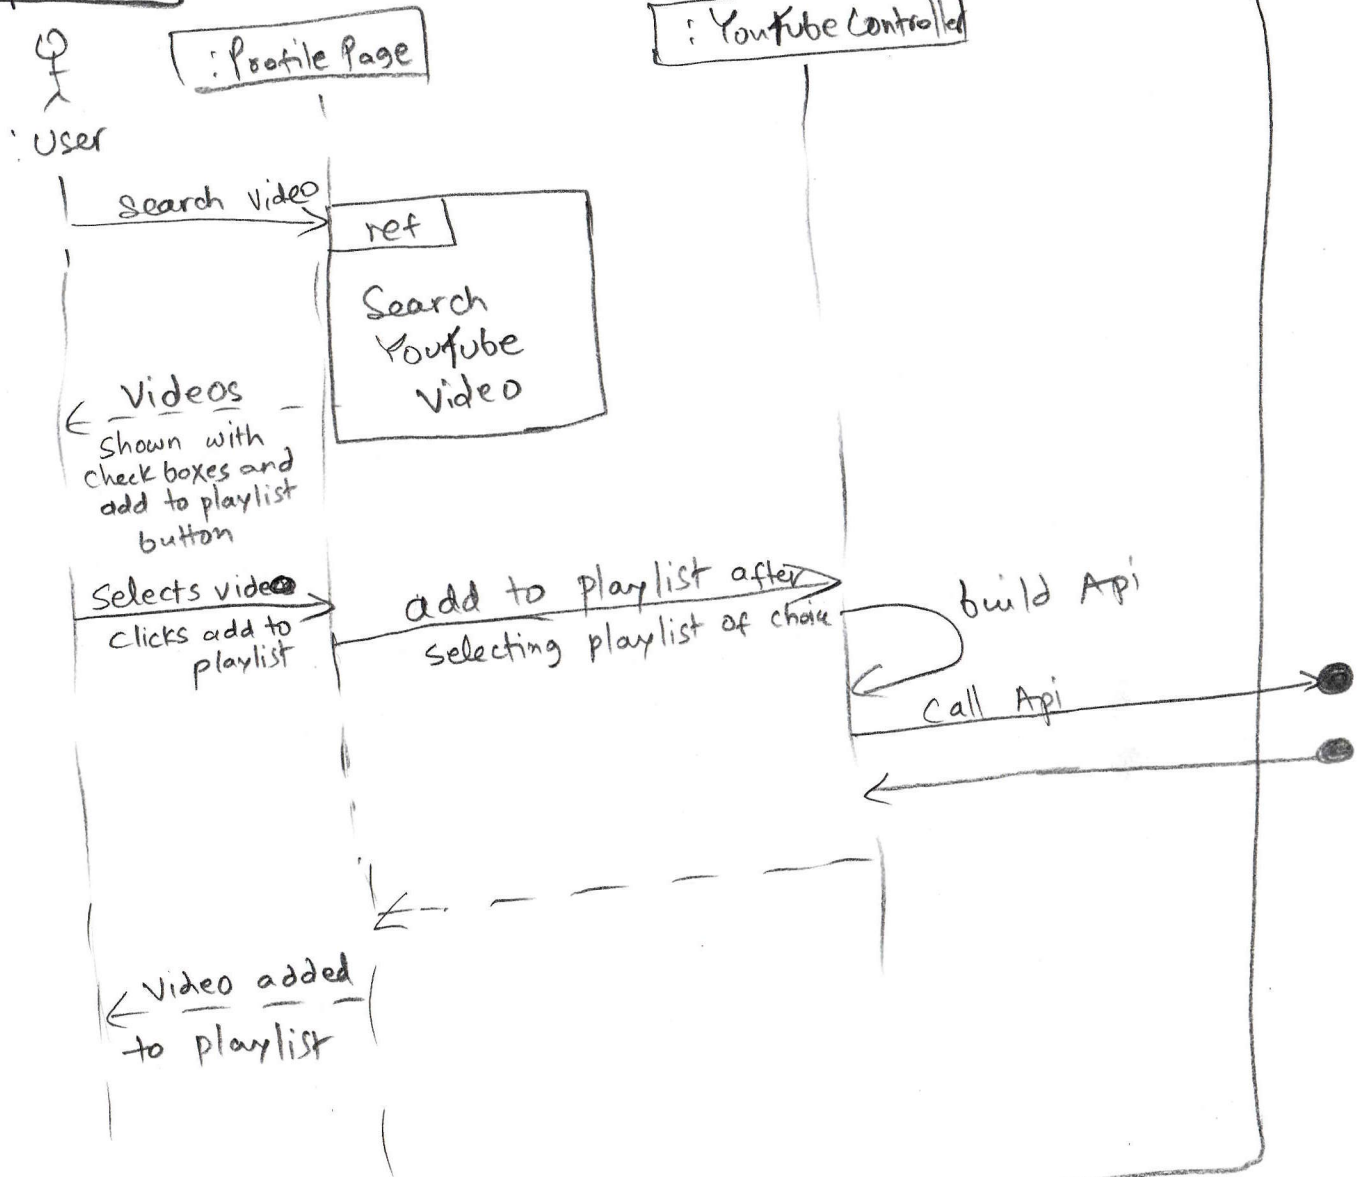 : Profile Page
: Youtube Controller
: User
Search Video
ref
Search
Youtube
Video
Videos
shown with
check boxes and
add to playlist
button
Selects video
clicks add to
playlist
add to playlist after
selecting playlist of choice
build Api
Call Api
Video added
to playlist